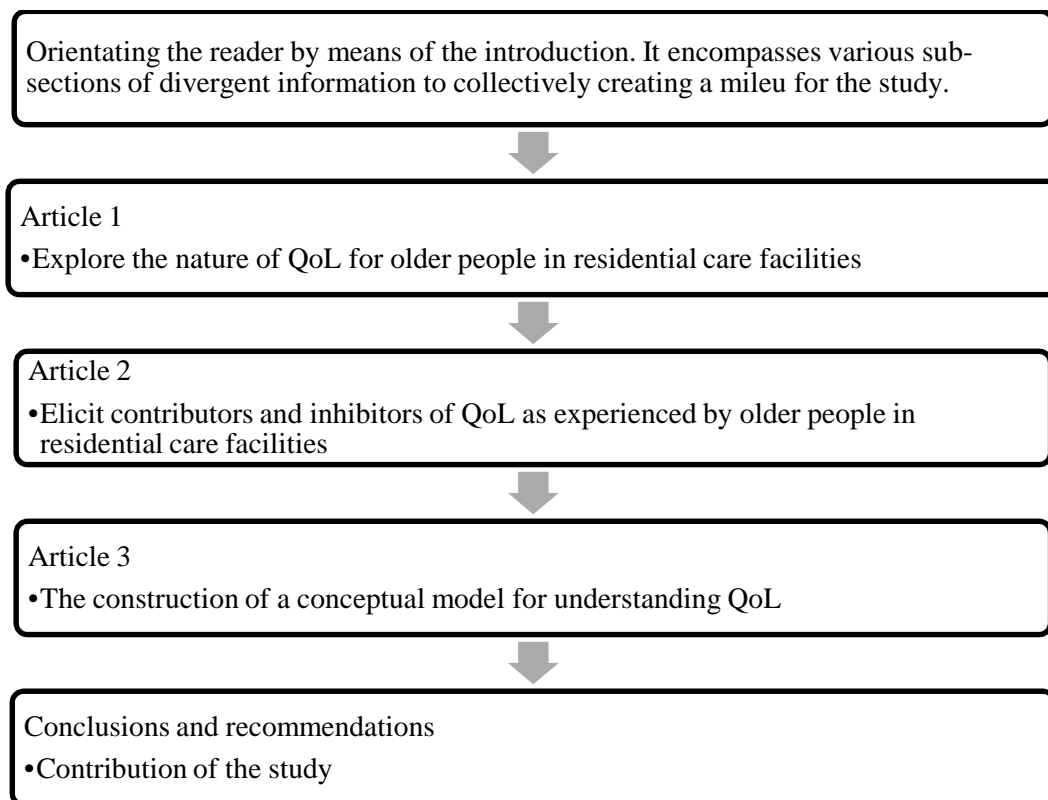 Orientating the reader by means of the introduction. It encompasses various sub-
sections of divergent information to collectively creating a mileu for the study.
Article 1
•Explore the nature of QoL for older people in residential care facilities
Article 2
•Elicit contributors and inhibitors of QoL as experienced by older people in
residential care facilities
Article 3
•The construction of a conceptual model for understanding QoL
Conclusions and recommendations
•Contribution of the study